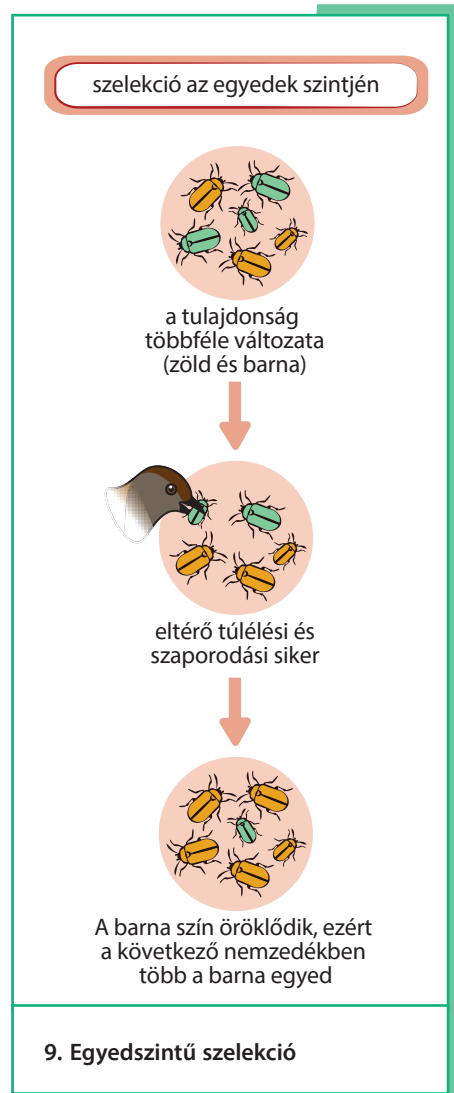 szelekció az egyedek szintjén
a tulajdonság
többféle változata
(zöld és barna)
eltérő túlélési és
szaporodási siker
A barna szín öröklődik, ezért
a következő nemzedékben
több a barna egyed
9. Egyedszintű szelekció